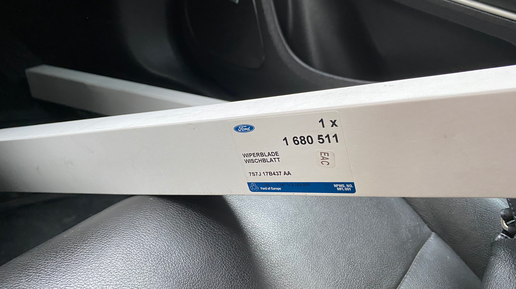 Ford
1 x
1 680 511
WIPERBLADE
WISCHBLATT
EAC
7S7J 17B437 AA
Ford of Europe